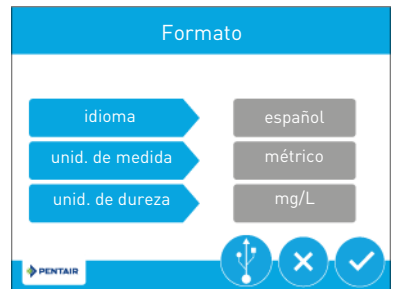 Formato
idioma
español
unid. de medida
métrico
unid. de dureza
mg/L
PENTAIR